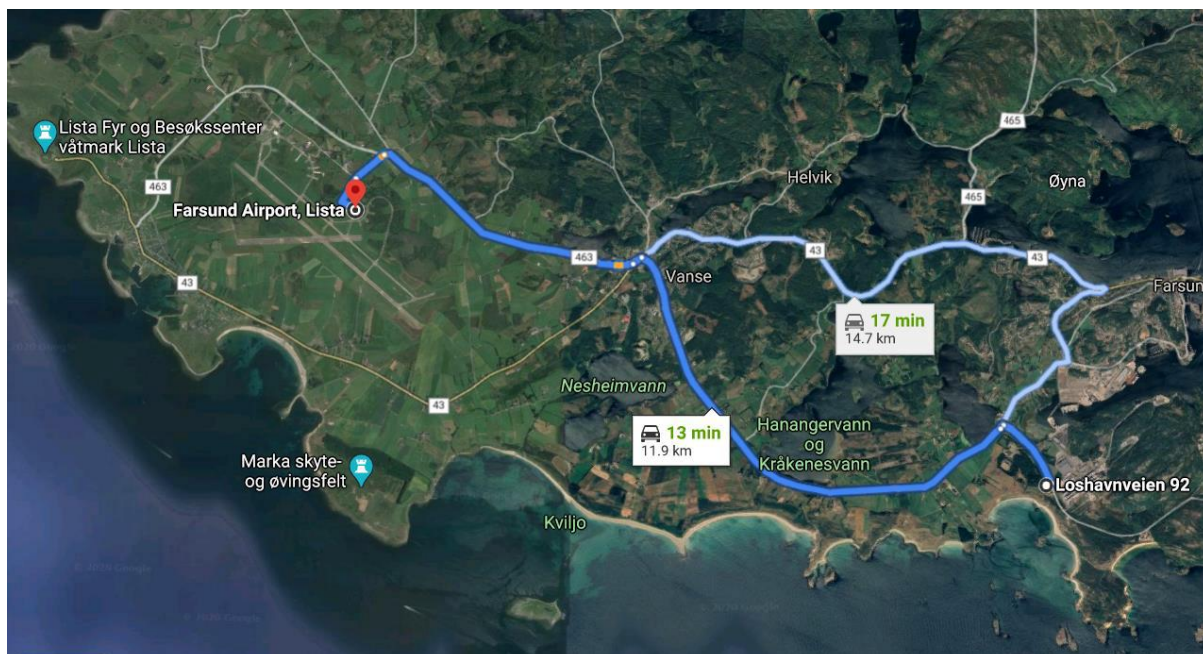 Lista Fyr og Besøkssenter
våtmark Lista
463
Farsund Airport, Lista
43
463
Vanse
Helvik
465
Øyna
465
43
43
Farsun
17 min
14.7 km
Nesheimvann
43
13 min
11.9 km
Hanangervann
og
Kråkenesvann
Marka skyte-
og øvingsfelt
Loshavnveien 92
Kviljo